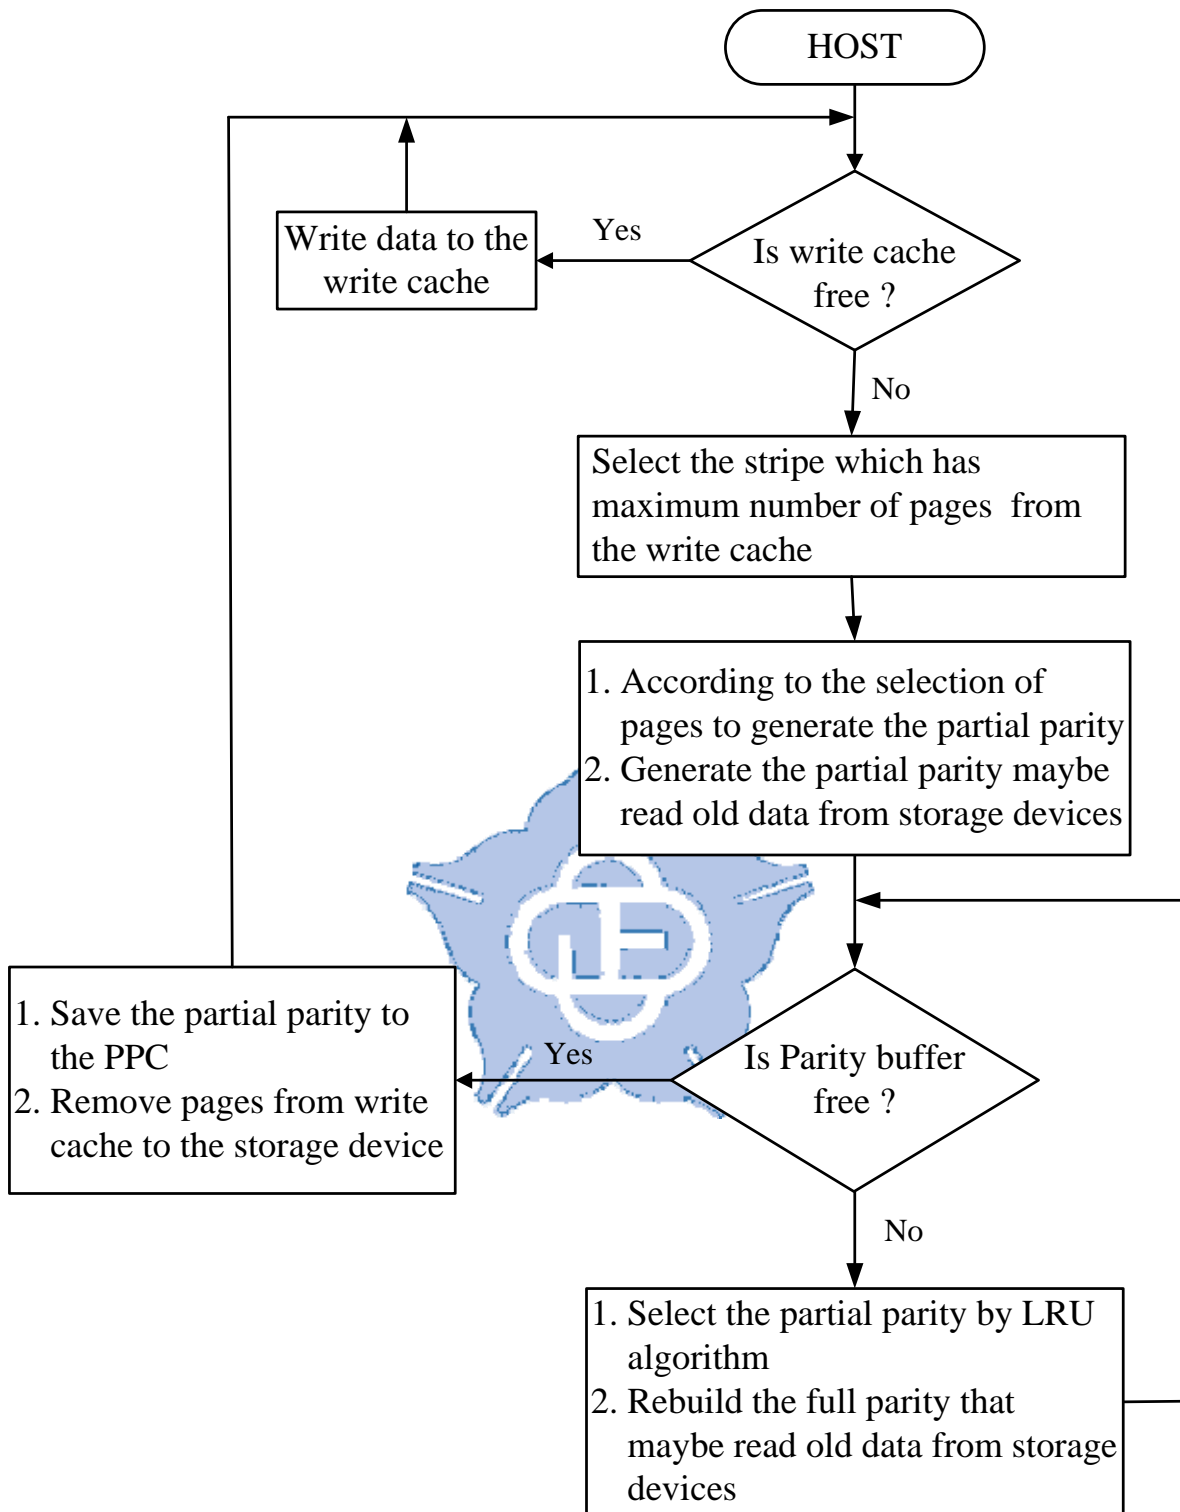 HOST
Yes
Write data to the
write cache
Is write cache
free ?
No
Select the stripe which has
maximum number of pages  from
the write cache
1. According to the selection of
pages to generate the partial parity
2. Generate the partial parity maybe
read old data from storage devices
1. Save the partial parity to
the PPC
2. Remove pages from write
cache to the storage device
Yes
Is Parity buffer
free ?
No
1. Select the partial parity by LRU
algorithm
2. Rebuild the full parity that
maybe read old data from storage
devices